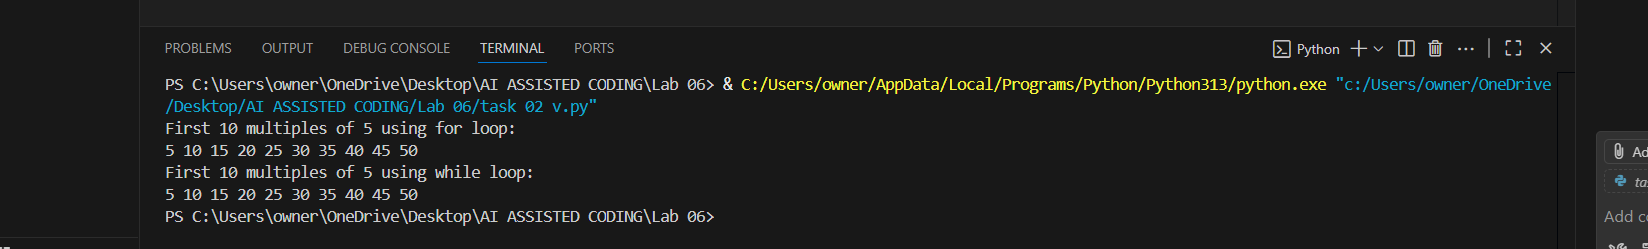 PROBLEMS OUTPUT DEBUG CONSOLE TERMINAL PORTS Python
PS C:\Users\owner\OneDrive\Desktop\AI ASSISTED CODING\Lab 06> & C:/Users/owner/AppData/Local/Programs/Python/Python313/python.exe "c:/Users/owner/OneDrive
/Desktop/AI ASSISTED CODING/Lab 06/task 02 v.py"
First 10 multiples of 5 using for loop:
5 10 15 20 25 30 35 40 45 50
First 10 multiples of 5 using while loop:
5 10 15 20 25 30 35 40 45 50
PS C:\Users\owner\OneDrive\Desktop\AI ASSISTED CODING\Lab 06>
Add